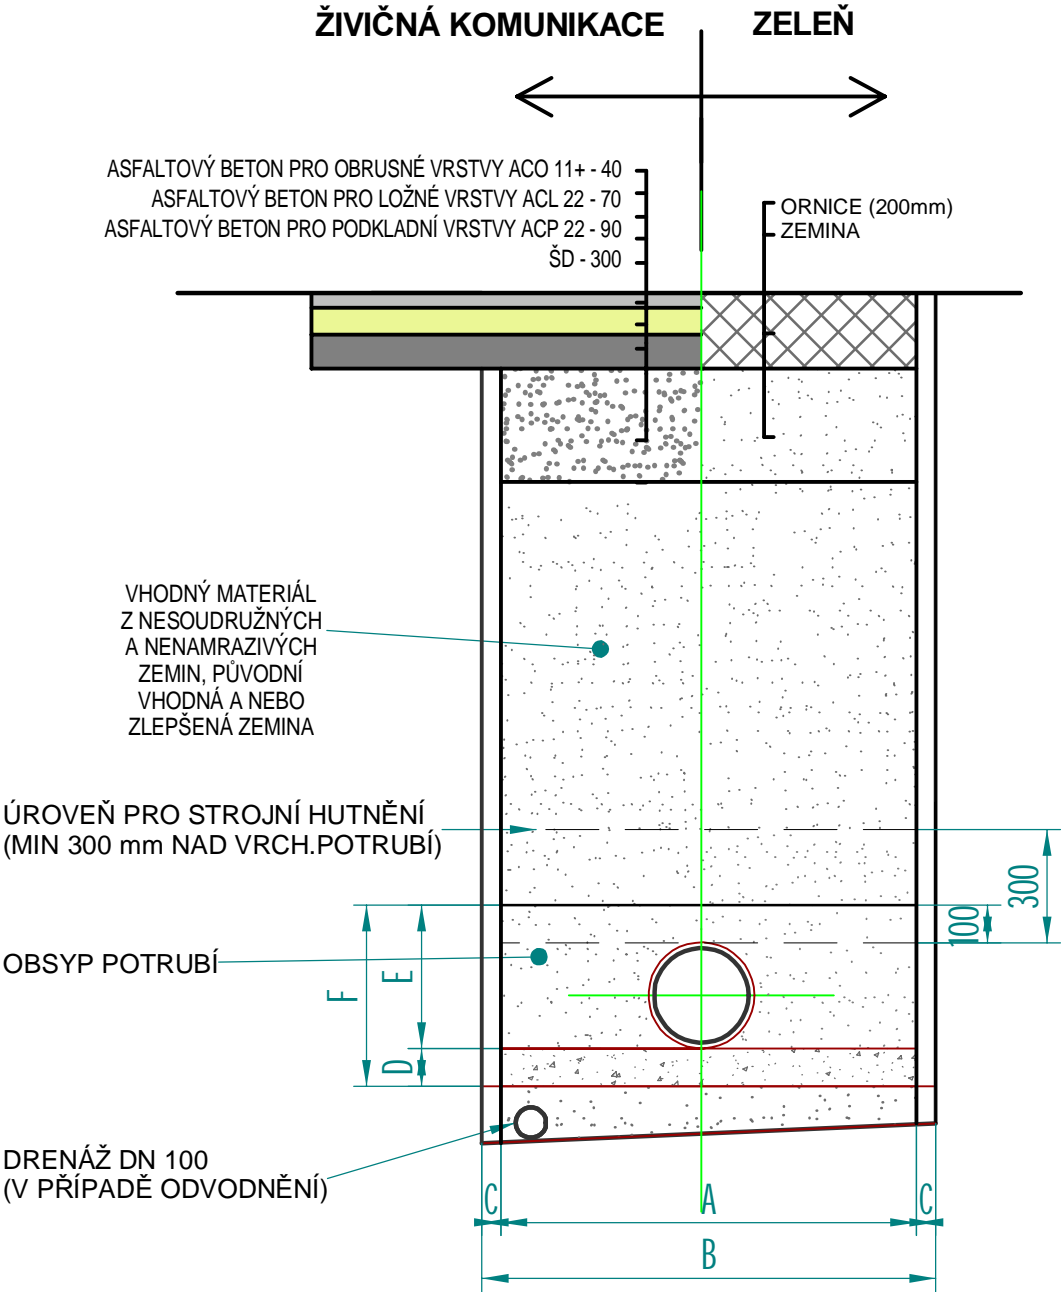 ŽIVIČNÁ KOMUNIKACE
ZELEŇ
ASFALTOVÝ BETON PRO OBRUSNÉ VRSTVY ACO 11+ - 40
ASFALTOVÝ BETON PRO LOŽNÉ VRSTVY ACL 22 - 70
ASFALTOVÝ BETON PRO PODKLADNÍ VRSTVY ACP 22 - 90
ŠD - 300
ORNICE (200mm)
ZEMINA
VHODNÝ MATERIÁL
Z NESOUDRUŽNÝCH
A NENAMRAZIVÝCH
ZEMIN, PŮVODNÍ
VHODNÁ A NEBO
ZLEPŠENÁ ZEMINA
ÚROVEŇ PRO STROJNÍ HUTNĚNÍ
(MIN 300 mm NAD VRCH.POTRUBÍ)
300
100
OBSYP POTRUBÍ
F
E
D
DRENÁŽ DN 100
(V PŘÍPADĚ ODVODNĚNÍ)
C
A
C
B